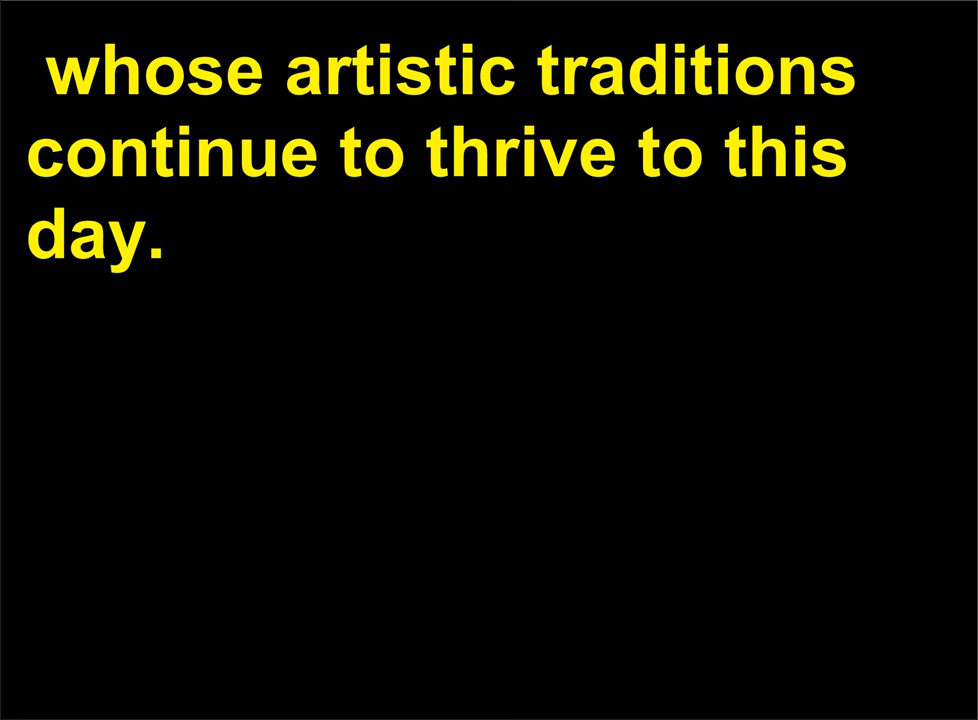 whose artistic traditions
continue to thrive to this
day.